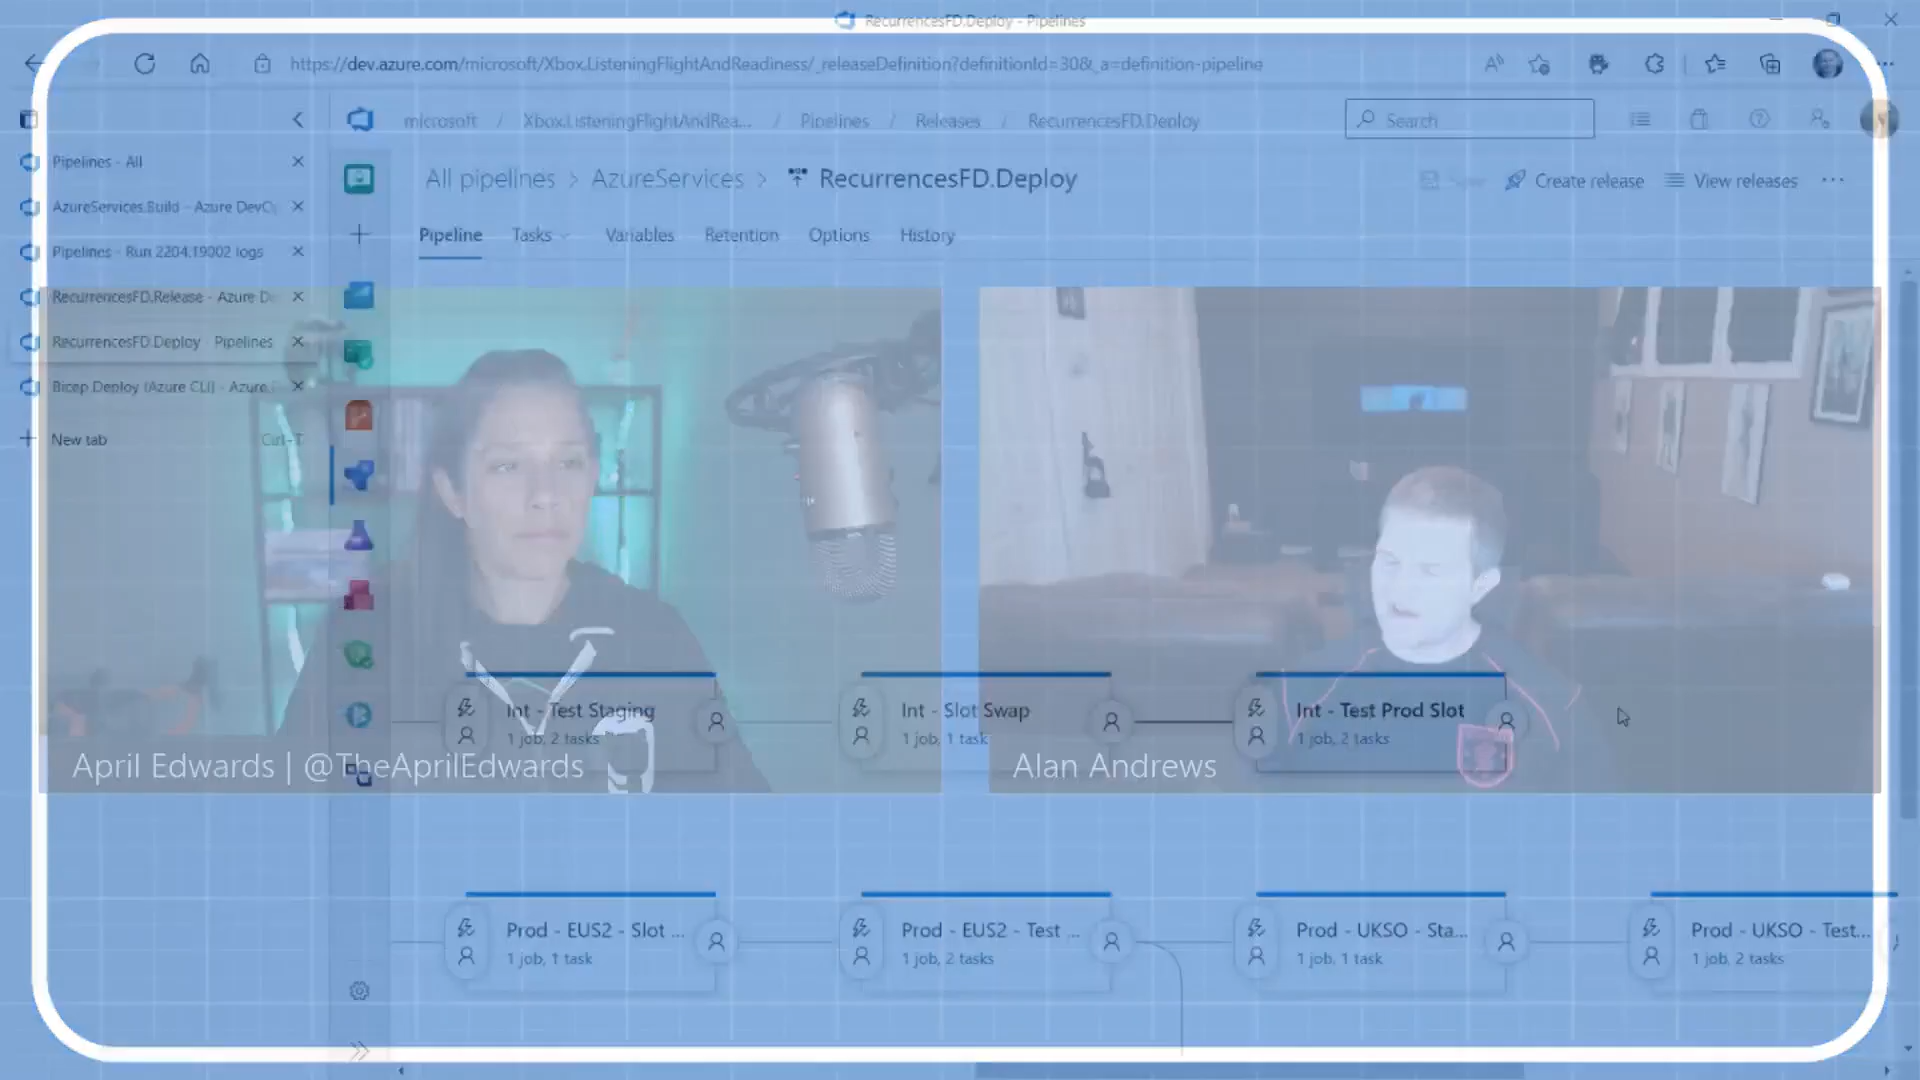 RecurrencesFD.Deploy - Pipelines
https://dev.azure.com/microsoft/Xbox.ListeningFlightAndReadiness/_releaseDefinition?definitionId=30&_a=definition-pipeline
microsoft / Xbox.ListeningFlightAndRea... / Pipelines / Releases / RecurrencesFD.Deploy
Search
Pipelines - All
AzureServices.Build - Azure DevO
Pipelines - Run 2204.19002 logs
RecurrencesFD.Release - Azure De
RecurrencesFD.Deploy Pipelines
Bicep Deploy (Azure CLI) - Azure
New tab Ctrl+T
All pipelines > AzureServices > RecurrencesFD.Deploy
Save Create release View releases ...
Pipeline Tasks Variables Retention Options History
Int - Test Staging
1 job, 2 tasks
Int - Slot Swap
1 job, 1 task
Int - Test Prod Slot
1 job, 2 tasks
April Edwards | @TheAprilEdwards
Alan Andrews
Prod - EUS2 - Slot ...
1 job, 1 task
Prod - EUS2 - Test ...
1 job, 2 tasks
Prod - UKSO - Sta...
1 job, 1 task
Prod - UKSO - Test...
1 job, 2 tasks